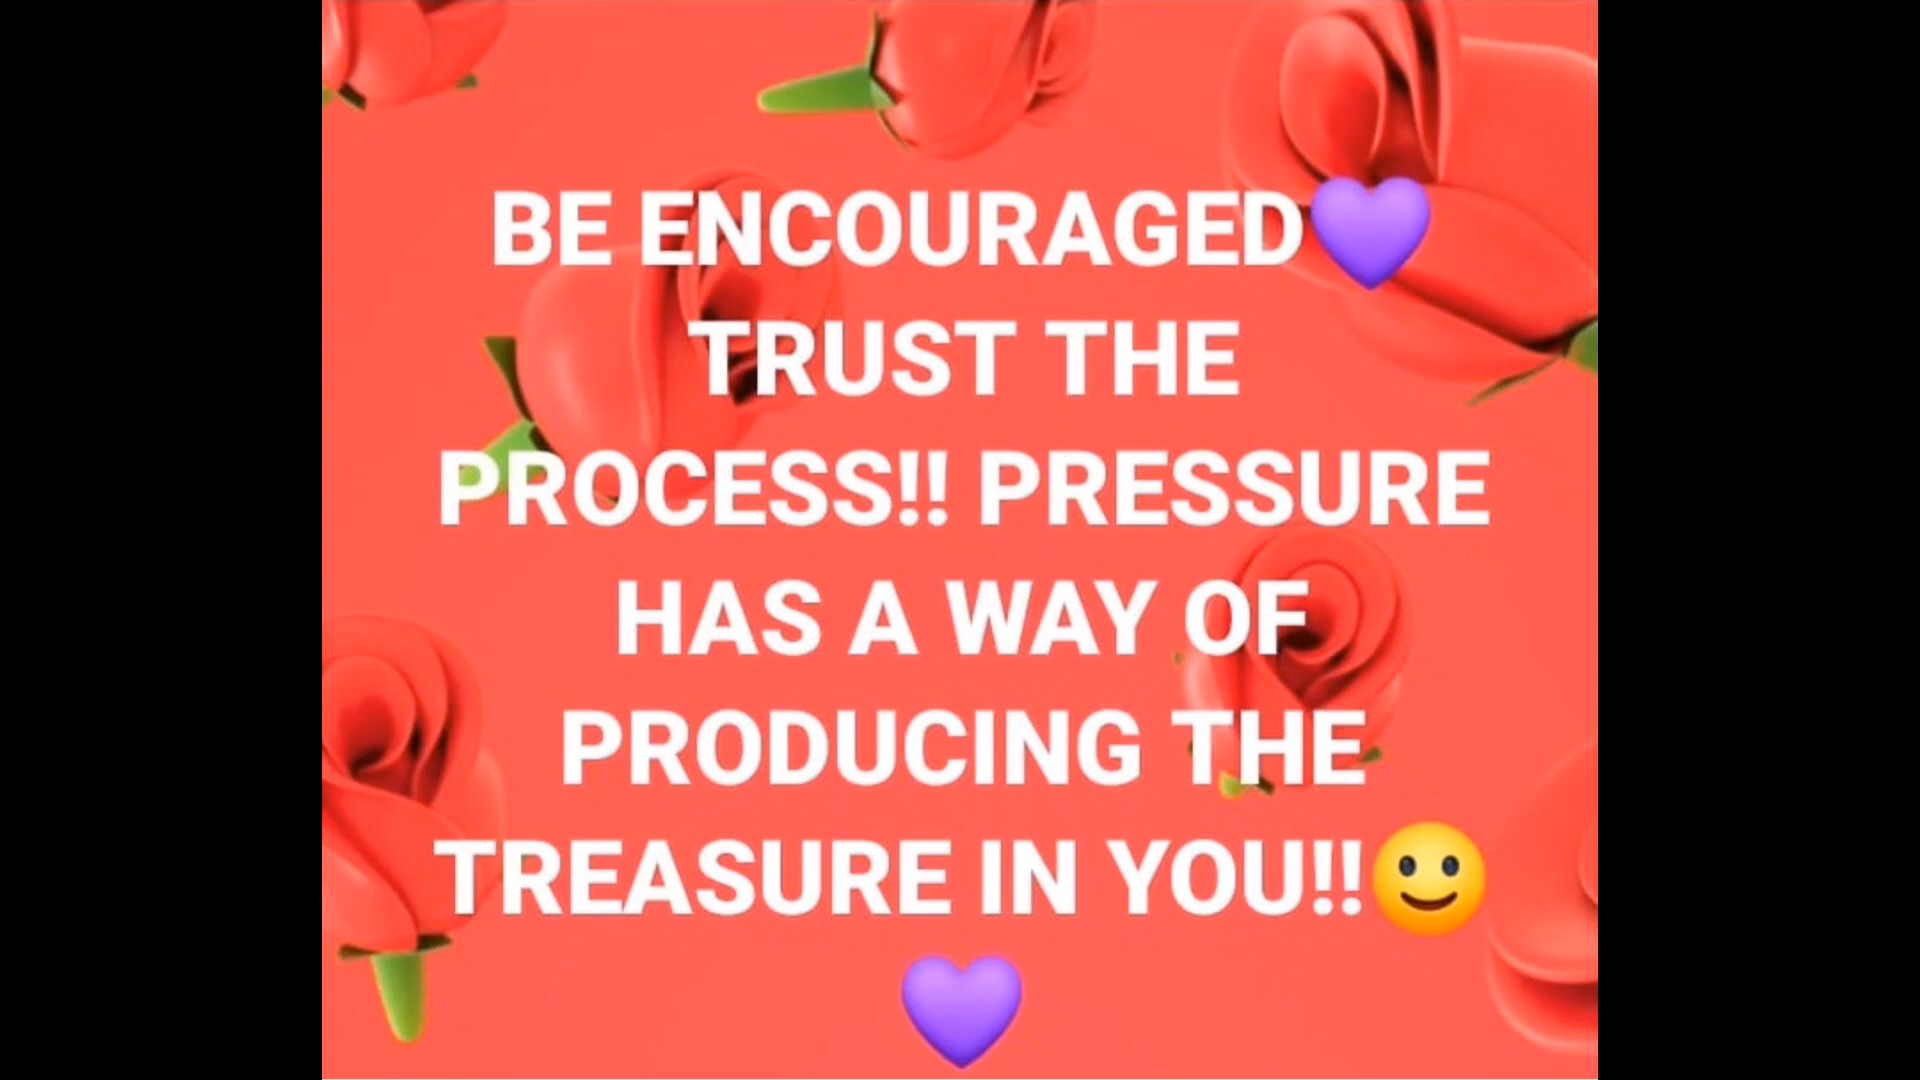 BE ENCOURAGED💜
TRUST THE
PROCESS!! PRESSURE
HAS A WAY OF
PRODUCING THE
TREASURE IN YOU!!🙂
💜